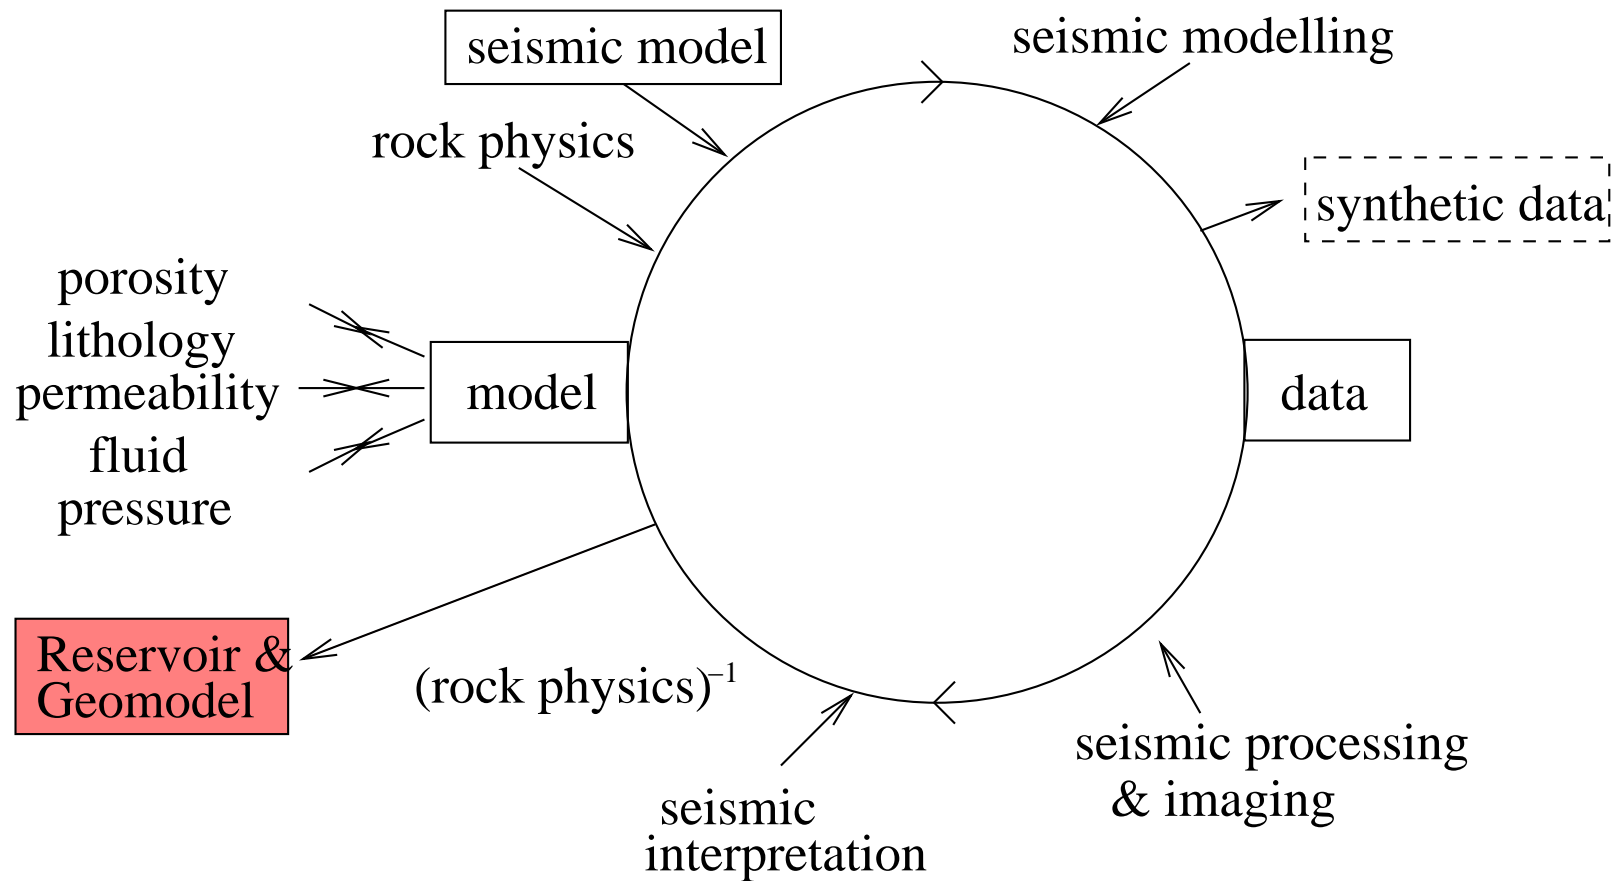 seismic model
seismic modelling
rock physics
synthetic data
porosity
lithology
permeability
fluid
pressure
model
data
Reservoir &
Geomodel
(rock physics)⁻¹
seismic processing
& imaging
seismic
interpretation